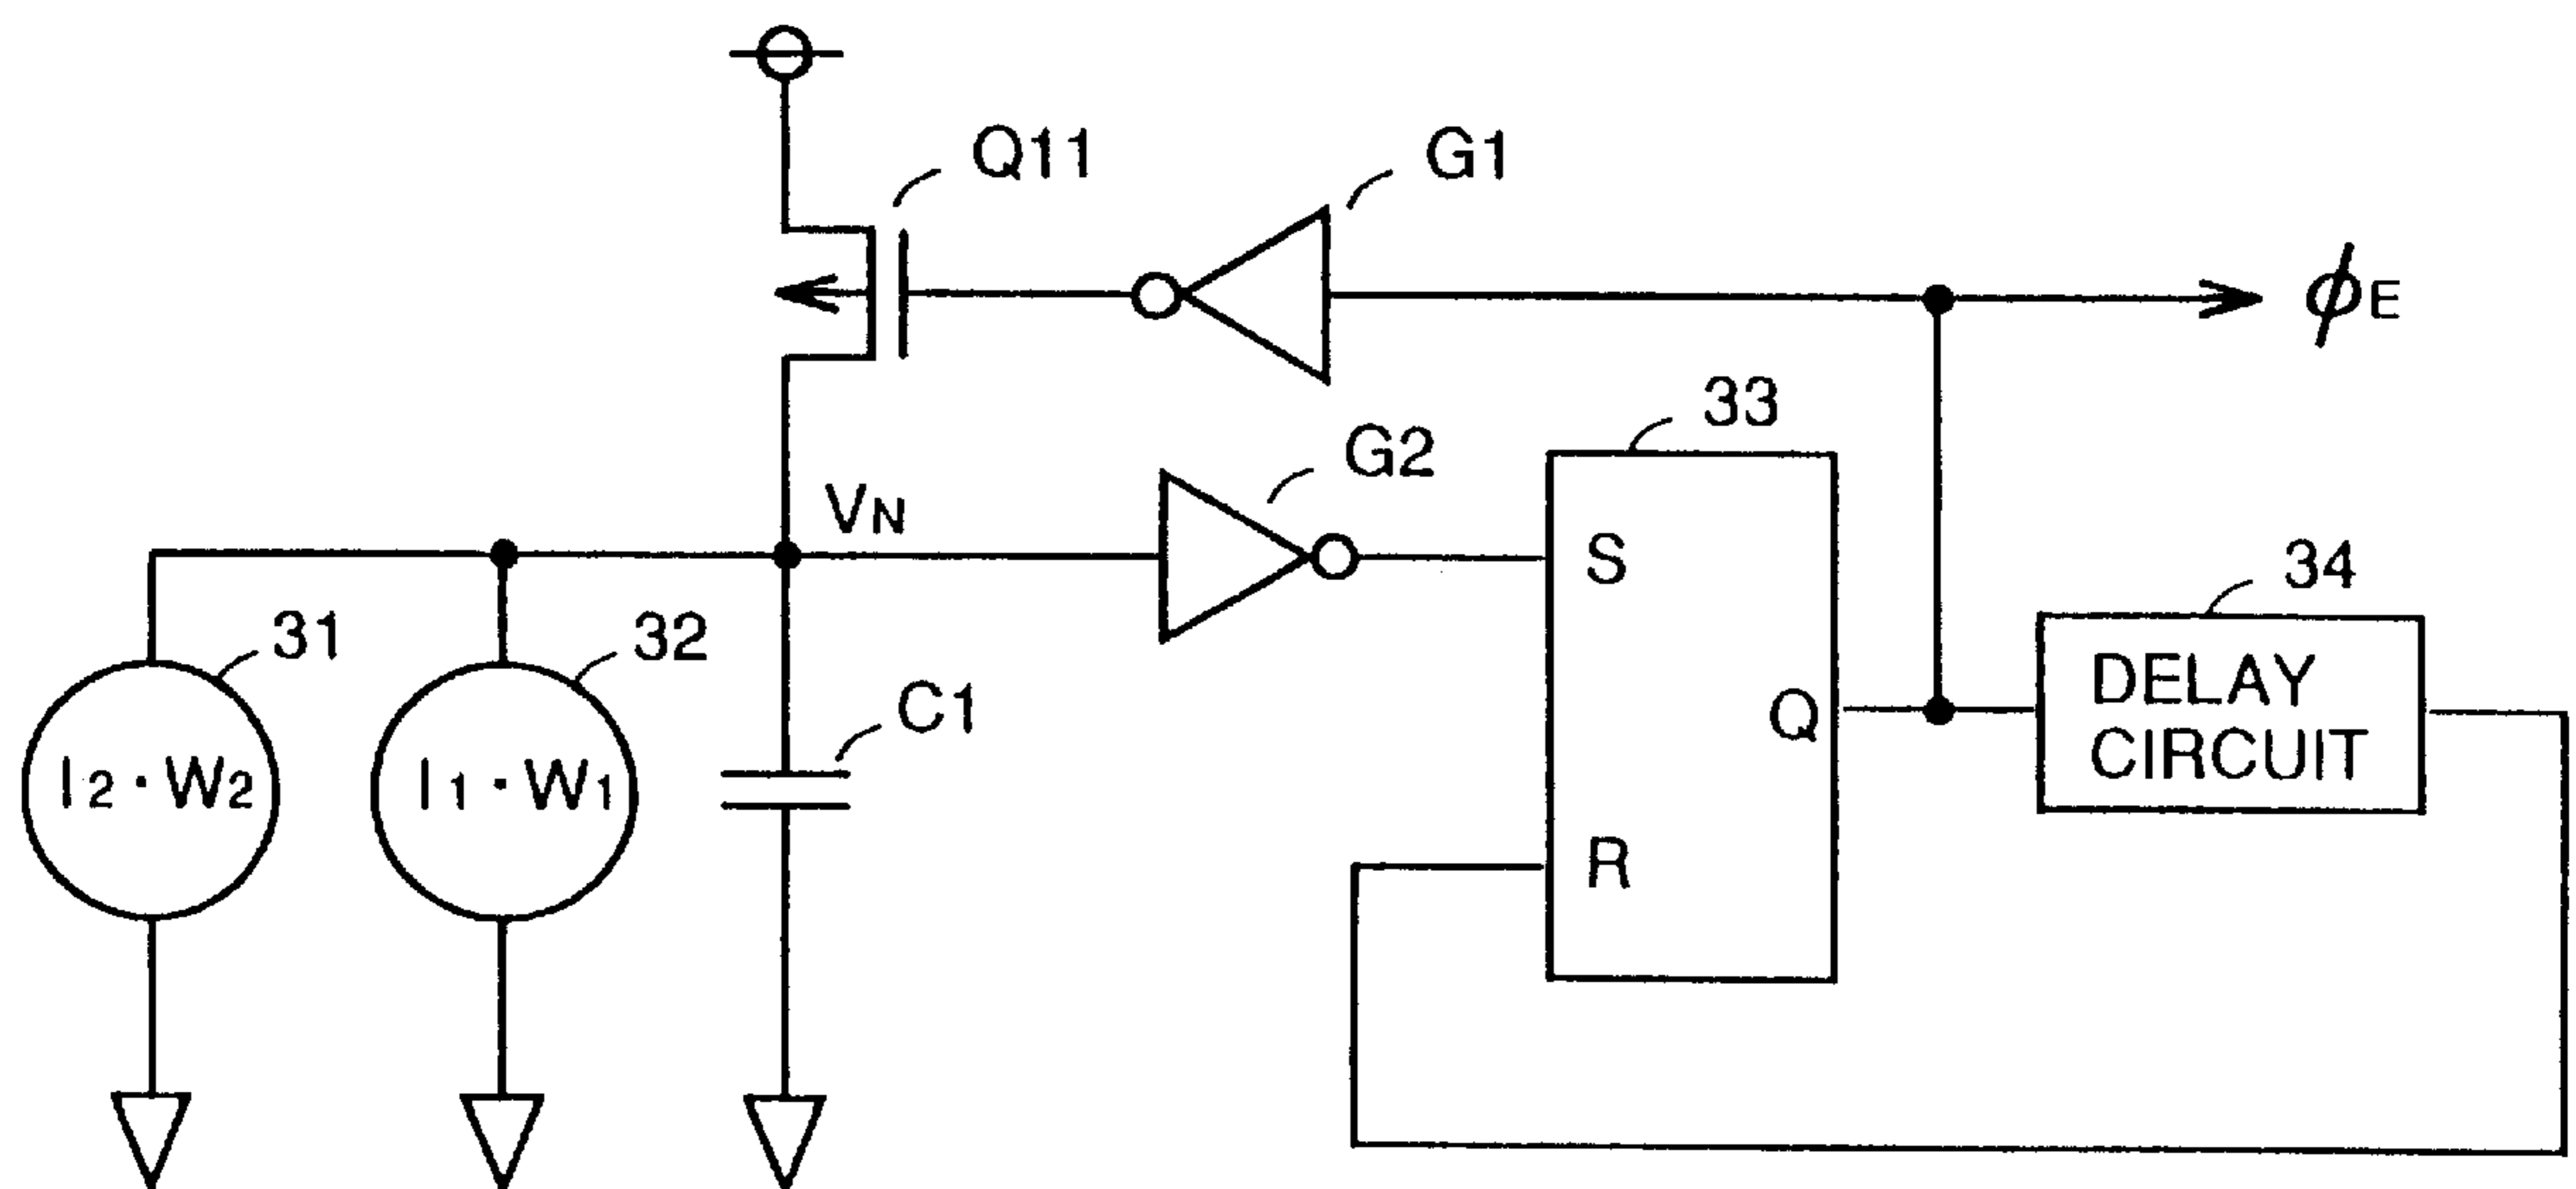 Q11
G1
ϕE
33
G2
VN
S
34
31
32
C1
DELAY
CIRCUIT
Q
I2・W2
I1・W1
R